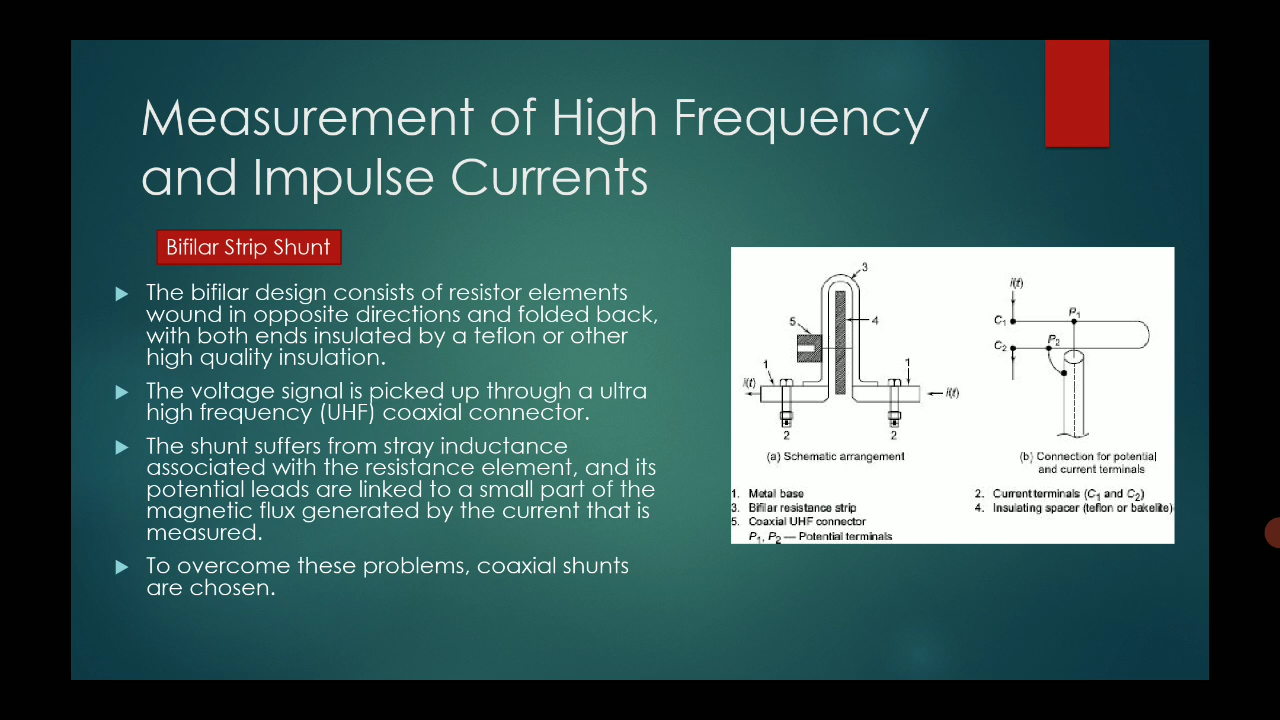 Measurement of High Frequency
and Impulse Currents
Bifilar Strip Shunt
The bifilar design consists of resistor elements
wound in opposite directions and folded back,
with both ends insulated by a teflon or other
high quality insulation.
The voltage signal is picked up through a ultra
high frequency (UHF) coaxial connector.
The shunt suffers from stray inductance
associated with the resistance element, and its
potential leads are linked to a small part of the
magnetic flux generated by the current that is
measured.
To overcome these problems, coaxial shunts
are chosen.
3
5
4
1
1
i(t)
i(t)
2
2
(a) Schematic arrangement
i(t)
C1
P1
C2
P2
(b) Connection for potential
and current terminals
1. Metal base
2. Current terminals (C1 and C2)
3. Bifilar resistance strip
4. Insulating spacer (teflon or bakelite)
5. Coaxial UHF connector
P1, P2 — Potential terminals